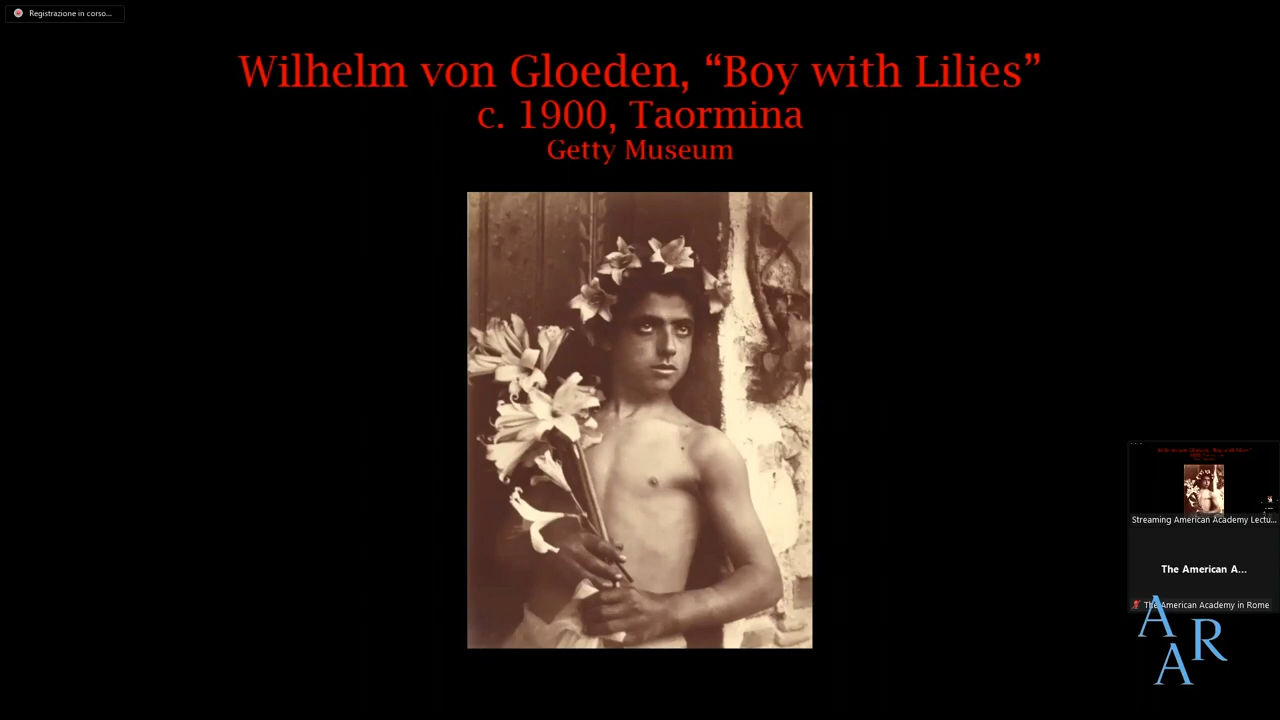 Registrazione in corso...
Wilhelm von Gloeden, “Boy with Lilies”
c. 1900, Taormina
Getty Museum
Streaming American Academy Lectu...
The American A...
The American Academy in Rome
A
R
A